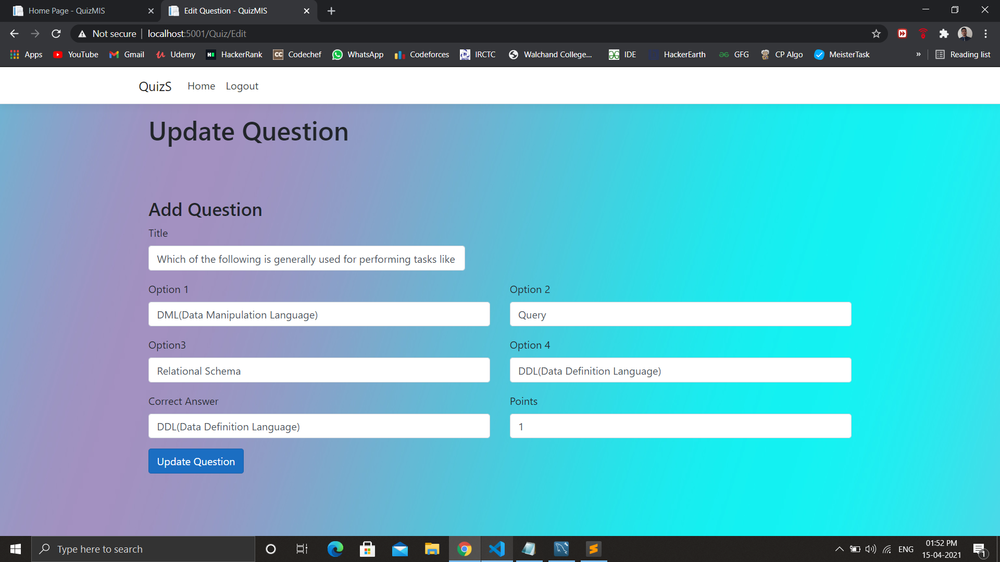 Home Page - QuizMIS
Edit Question - QuizMIS
Not secure localhost:5001/Quiz/Edit
Apps YouTube Gmail Udemy HackerRank Codechef WhatsApp Codeforces IRCTC Walchand College... IDE HackerEarth GFG CP Algo MeisterTask » Reading list
QuizS Home Logout
Update Question
Add Question
Title
Which of the following is generally used for performing tasks like
Option 1 Option 2
DML(Data Manipulation Language) Query
Option3 Option 4
Relational Schema DDL(Data Definition Language)
Correct Answer Points
DDL(Data Definition Language) 1
Update Question
Type here to search
ENG
01:52 PM
15-04-2021
1